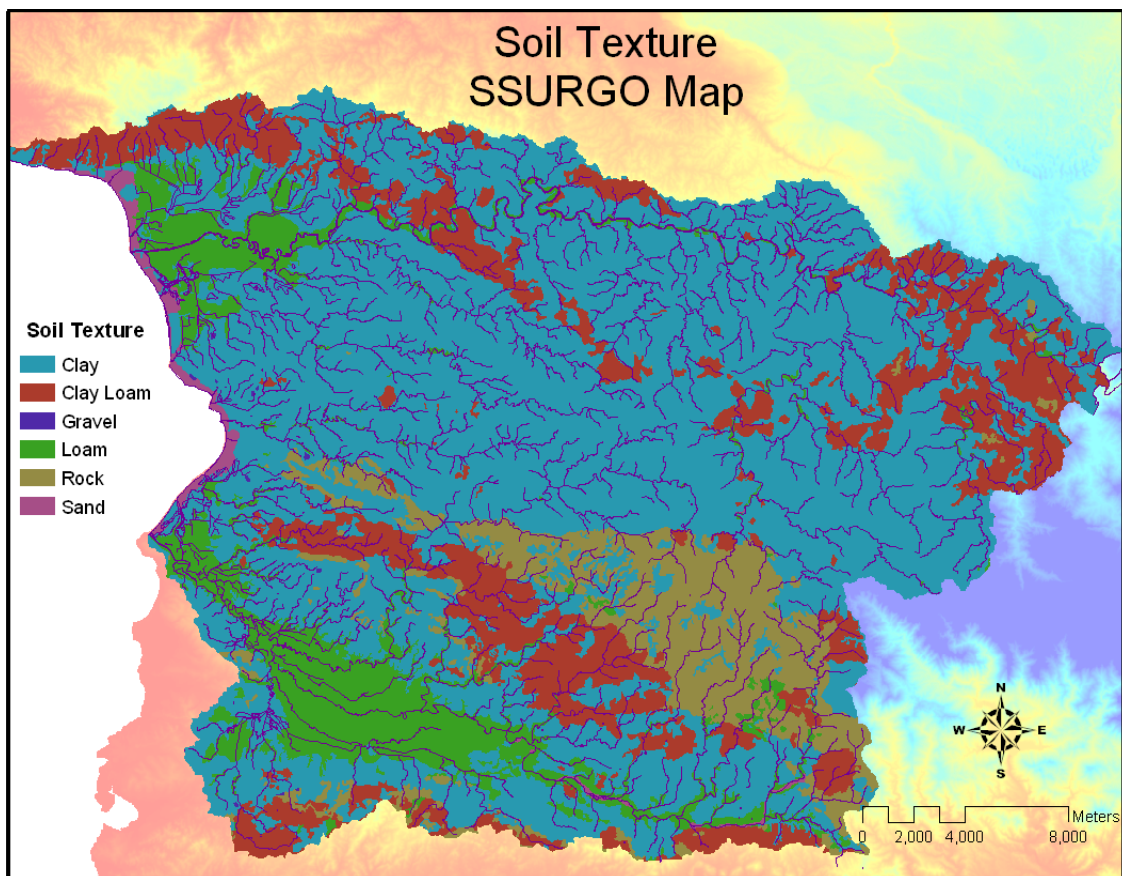 Soil Texture
SSURGO Map
Soil Texture
Clay
Clay Loam
Gravel
Loam
Rock
Sand
N
W E
S
Meters
0 2,000 4,000 8,000